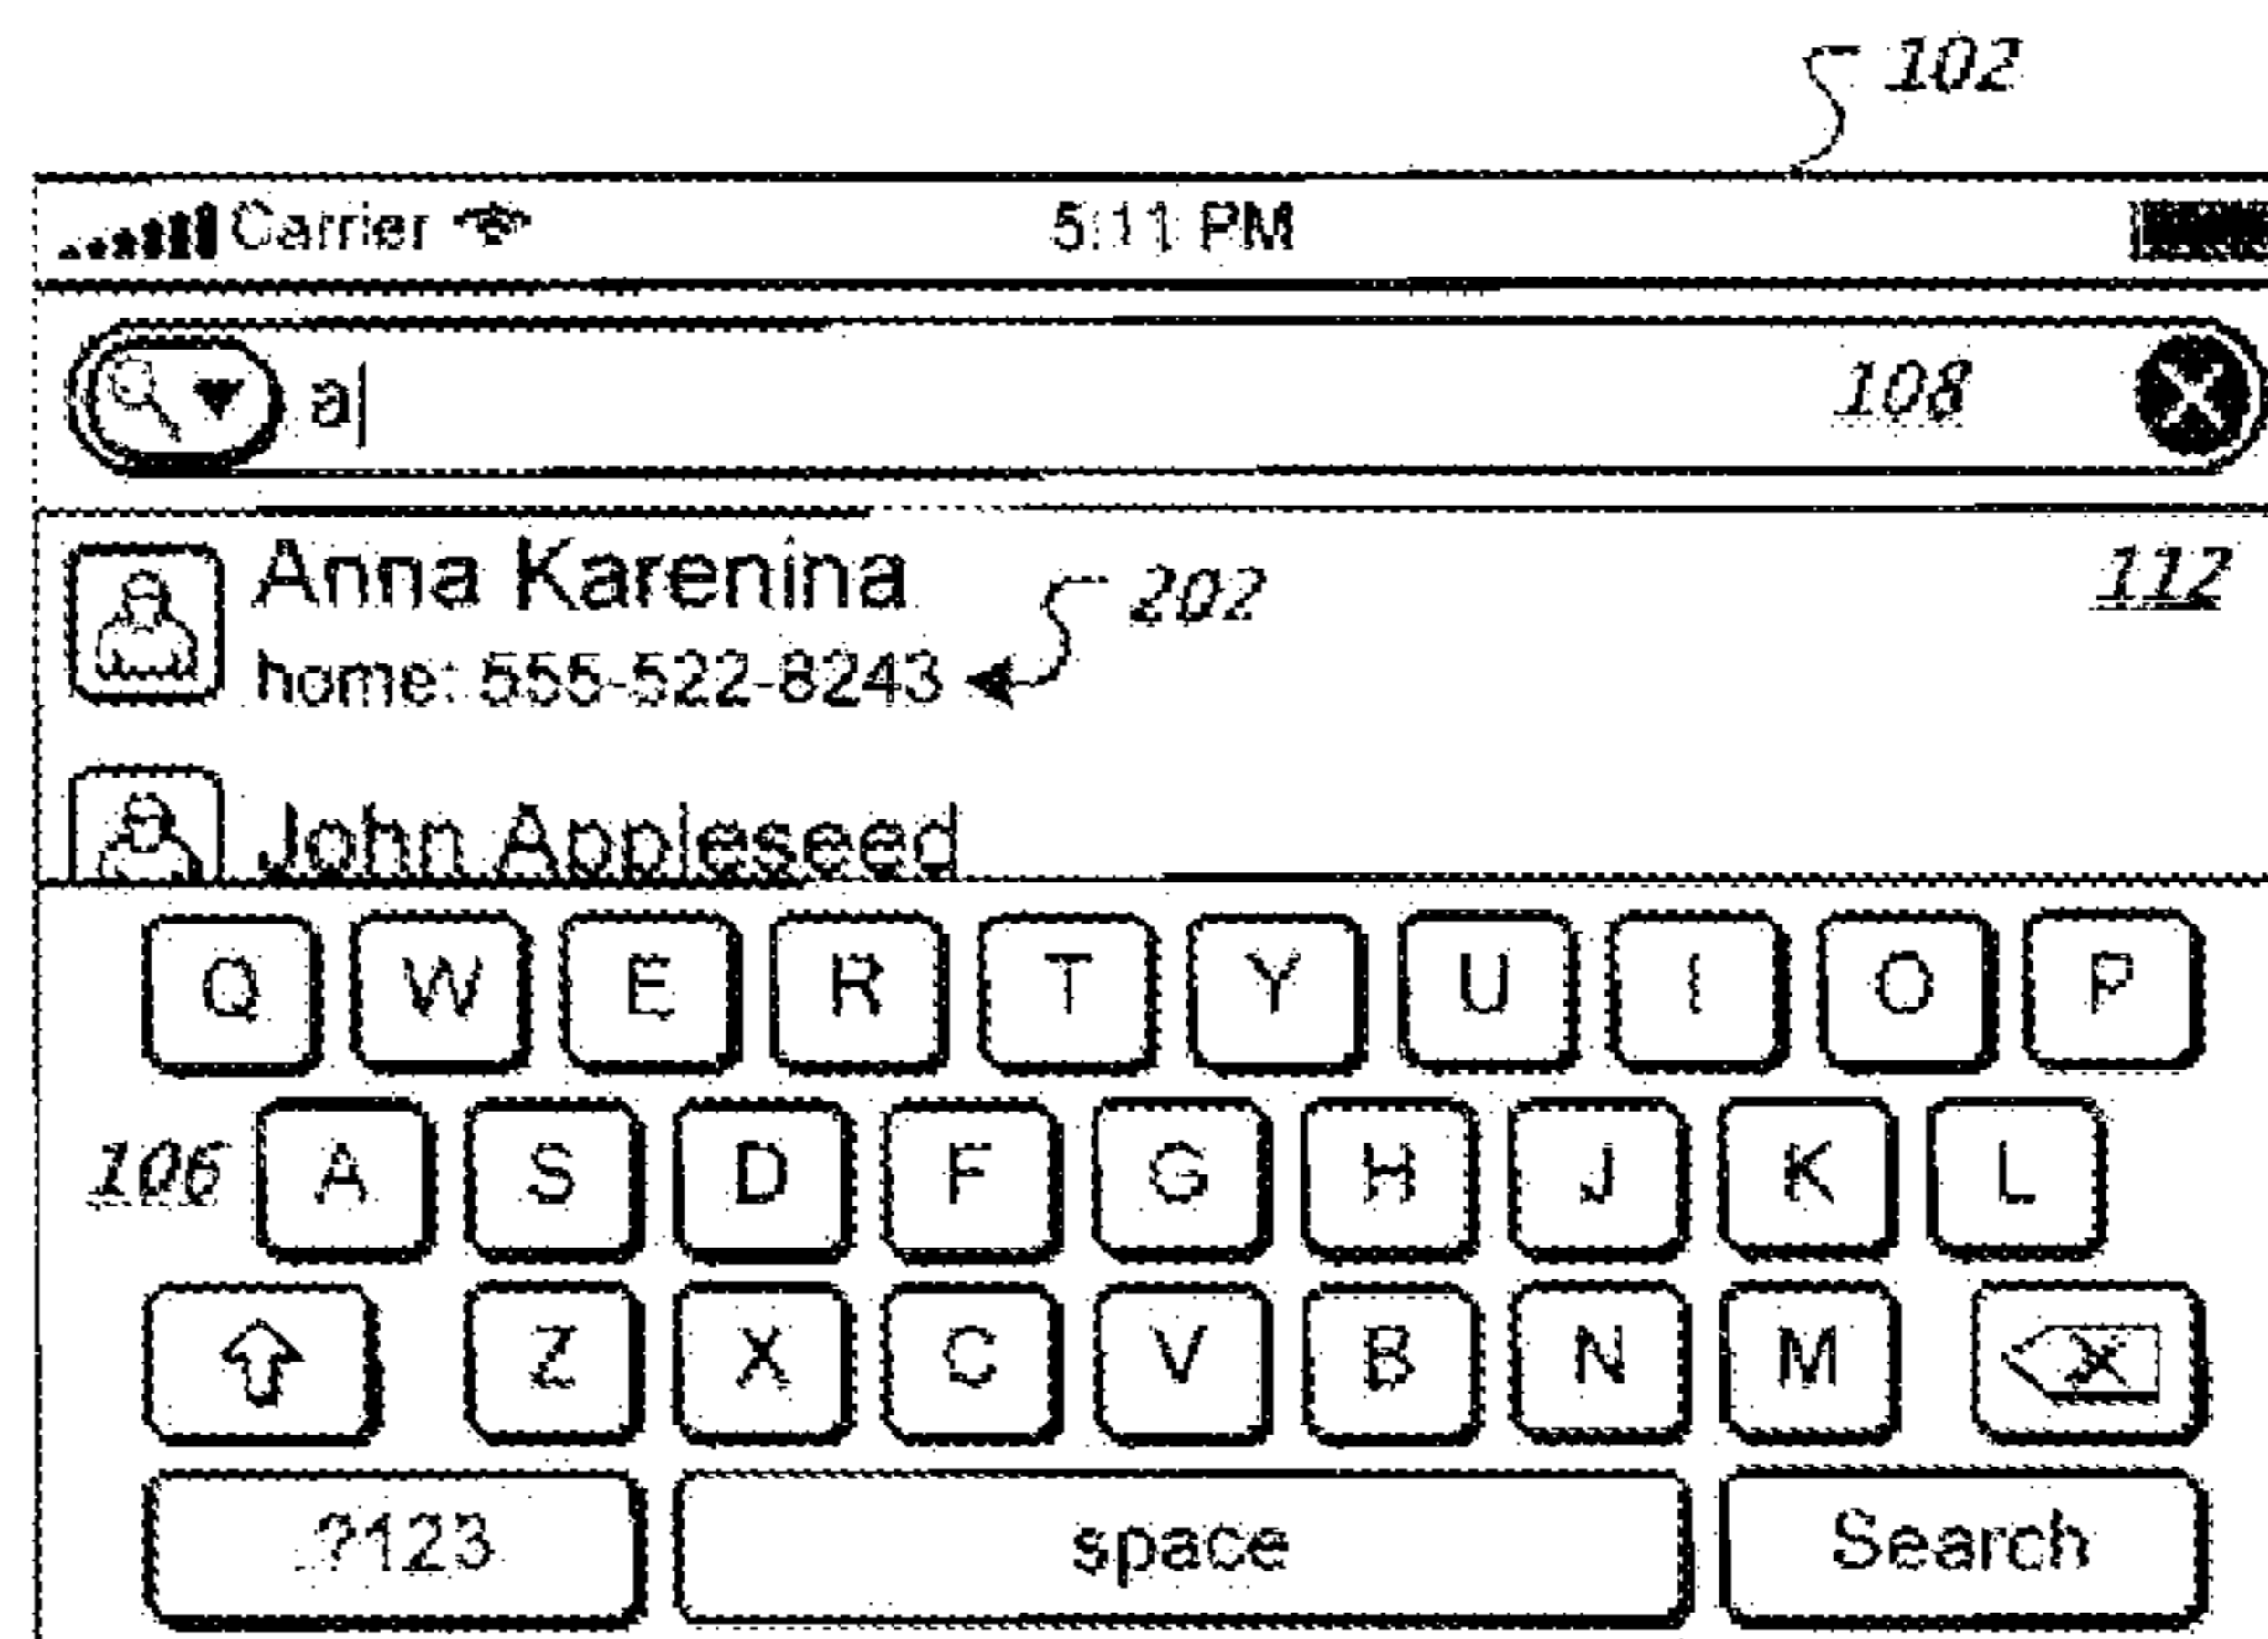 102
Carrier 5:11 PM
a 108
Anna Karenina 112
home: 555-522-8243 202
John Appleseed
Q W E R T Y U I O P
106 A S D F G H J K L
Z X C V B N M
.?123 space Search